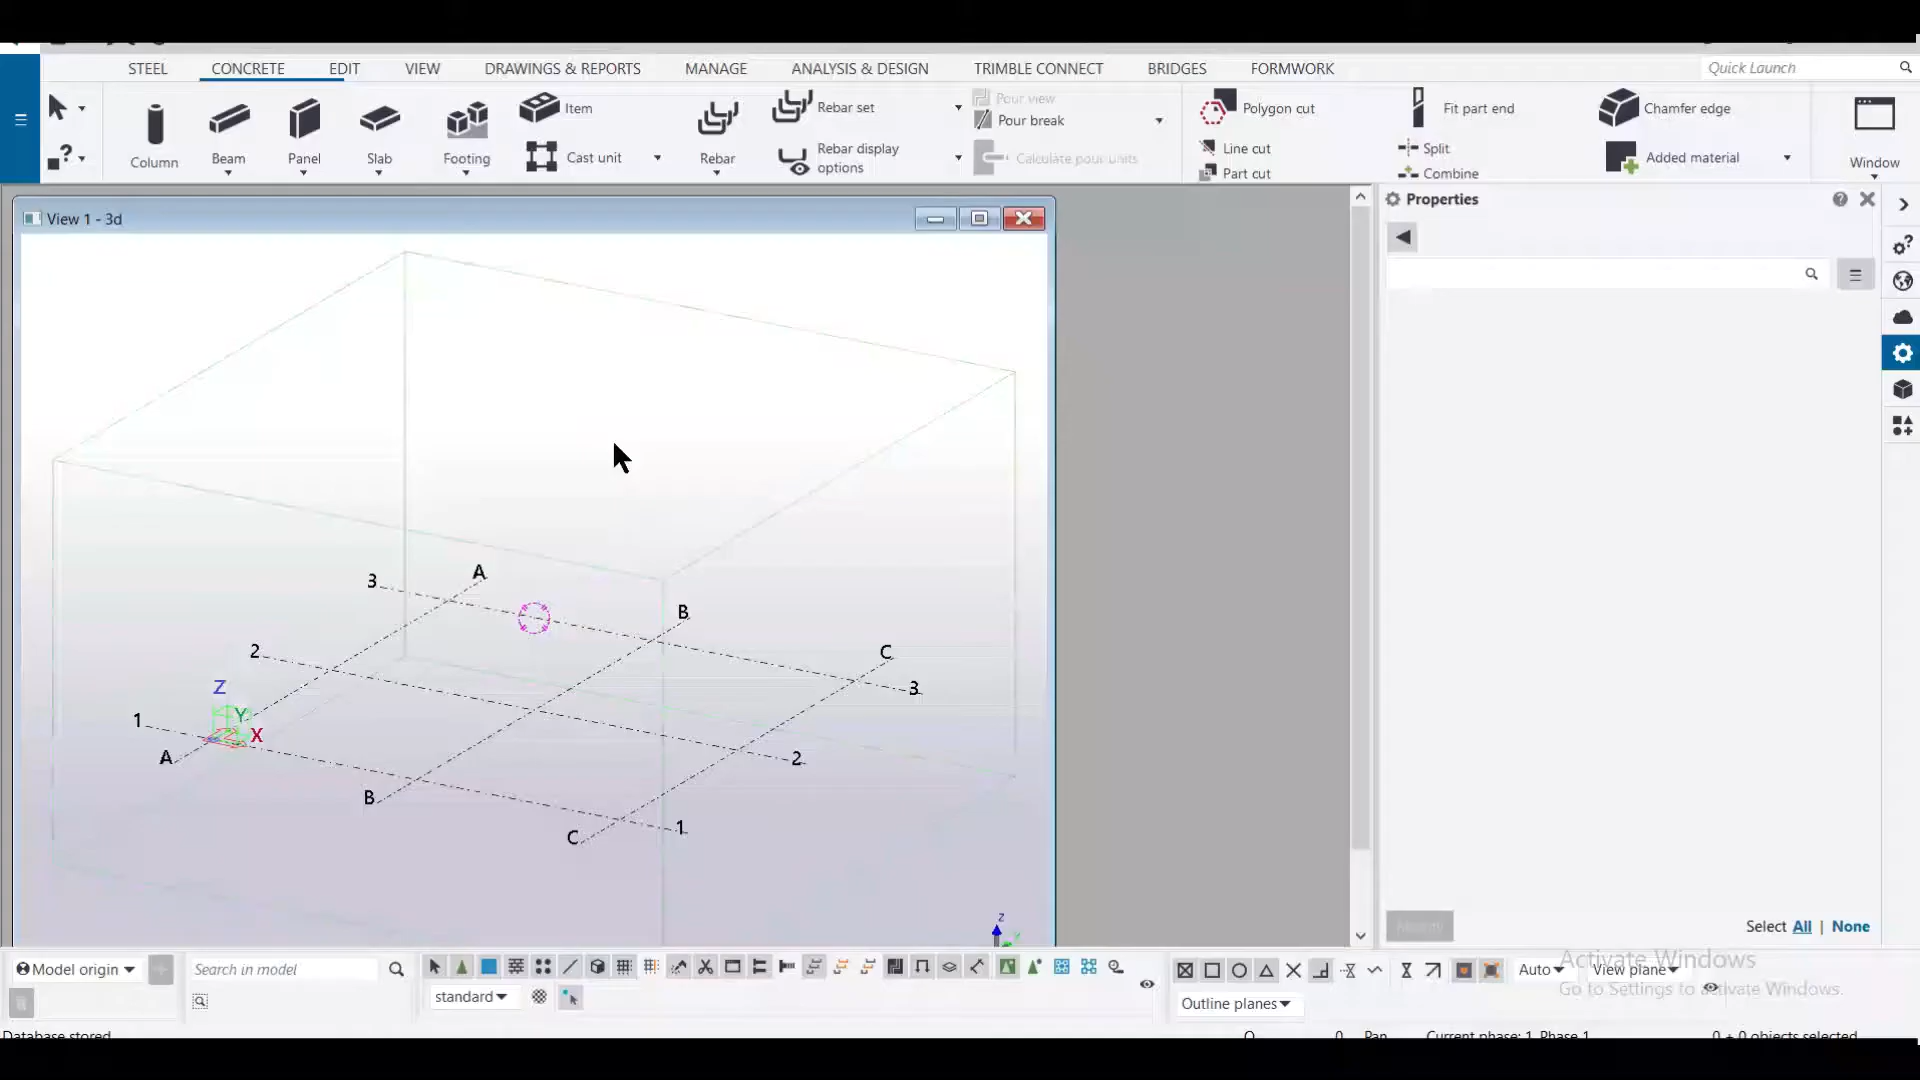 STEEL CONCRETE EDIT VIEW DRAWINGS & REPORTS MANAGE ANALYSIS & DESIGN TRIMBLE CONNECT BRIDGES FORMWORK Quick Launch
Column Beam Panel Slab Footing Item Cast unit Rebar Rebar set Rebar display options Pour view Pour break Calculate pour units Polygon cut Line cut Part cut Fit part end Split Combine Chamfer edge Added material Window
View 1 - 3d
Properties
A
3
B
2
C
3
Z
Y
1
X
A
2
B
1
C
z
Select All | None
Model origin
Search in model
standard
Auto
View plane
Outline planes
Activate Windows
Go to Settings to activate Windows.
Database stored
O 0 Pan Current phase: 1, Phase 1 0 + 0 objects selected